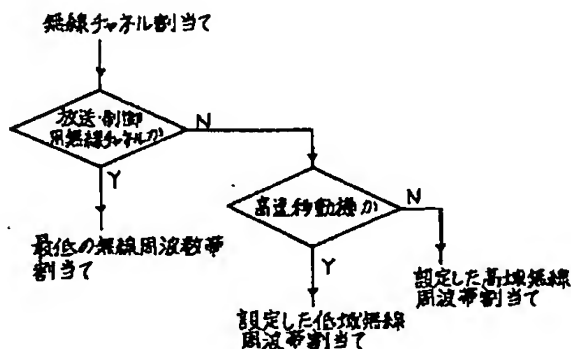 無線チャネル割当て
放送・制御
用無線チャネルか
N
Y
最低の無線周波数帯
割当て
高速移動機か
N
Y
設定した低域無線
周波帯割当て
設定した高域無線
周波帯割当て